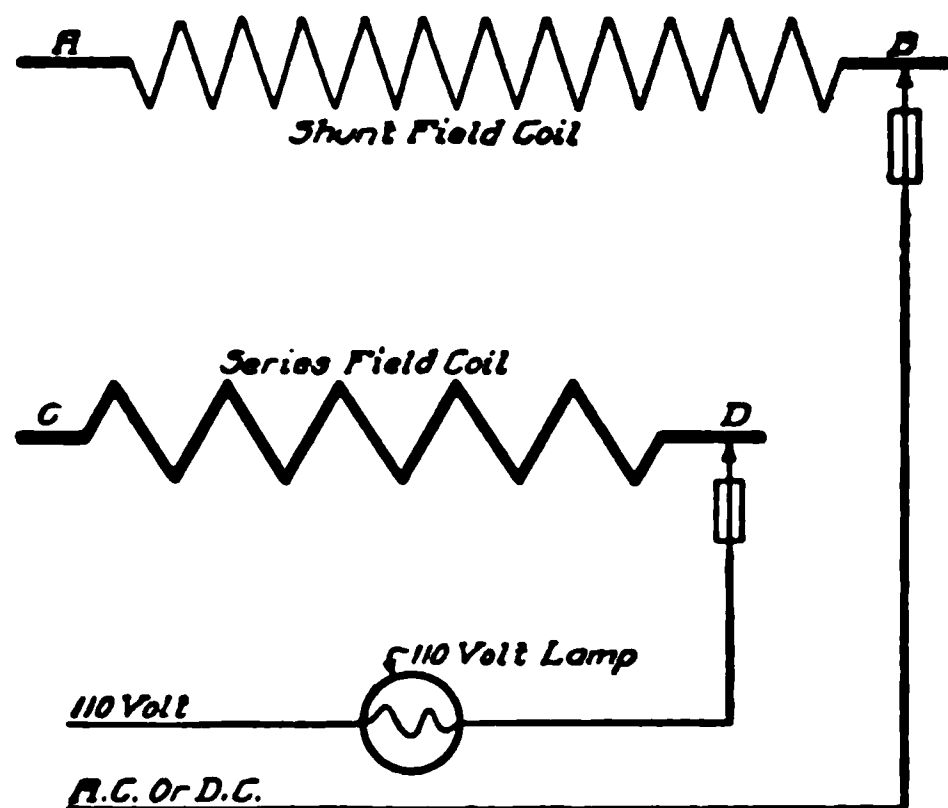 A
B
Shunt Field Coil
Series Field Coil
C
D
110 Volt Lamp
110 Volt
A.C. Or D.C.